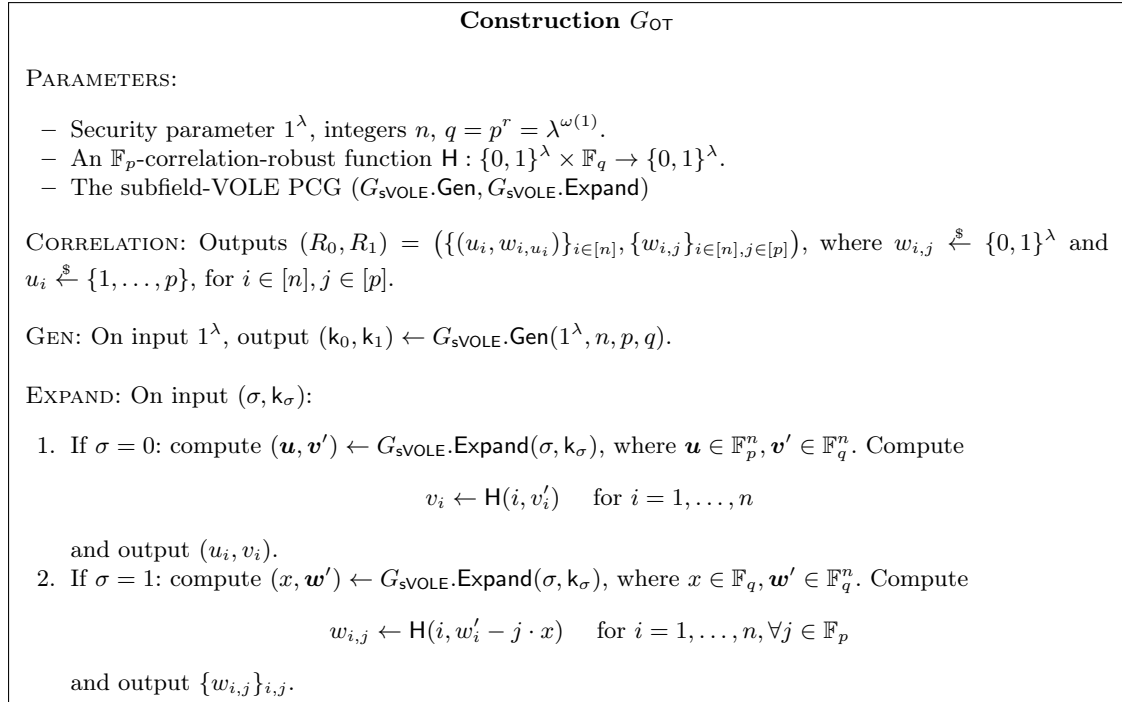 Construction G_OT
PARAMETERS:
– Security parameter 1^λ, integers n, q = p^r = λ^{ω(1)}.
– An 𝔽_p-correlation-robust function H : {0, 1}^λ × 𝔽_q → {0, 1}^λ.
– The subfield-VOLE PCG (G_sVOLE.Gen, G_sVOLE.Expand)
CORRELATION: Outputs (R_0, R_1) = ({(u_i, w_{i,u_i})}_{i∈[n]}, {w_{i,j}}_{i∈[n],j∈[p]}), where w_{i,j} ←$ {0, 1}^λ and
u_i ←$ {1, . . . , p}, for i ∈ [n], j ∈ [p].
GEN: On input 1^λ, output (k_0, k_1) ← G_sVOLE.Gen(1^λ, n, p, q).
EXPAND: On input (σ, k_σ):
1. If σ = 0: compute (𝒖, 𝒗′) ← G_sVOLE.Expand(σ, k_σ), where 𝒖 ∈ 𝔽_p^n, 𝒗′ ∈ 𝔽_q^n. Compute
v_i ← H(i, v′_i) for i = 1, . . . , n
and output (u_i, v_i).
2. If σ = 1: compute (x, 𝒘′) ← G_sVOLE.Expand(σ, k_σ), where x ∈ 𝔽_q, 𝒘′ ∈ 𝔽_q^n. Compute
w_{i,j} ← H(i, w′_i − j · x) for i = 1, . . . , n, ∀j ∈ 𝔽_p
and output {w_{i,j}}_{i,j}.